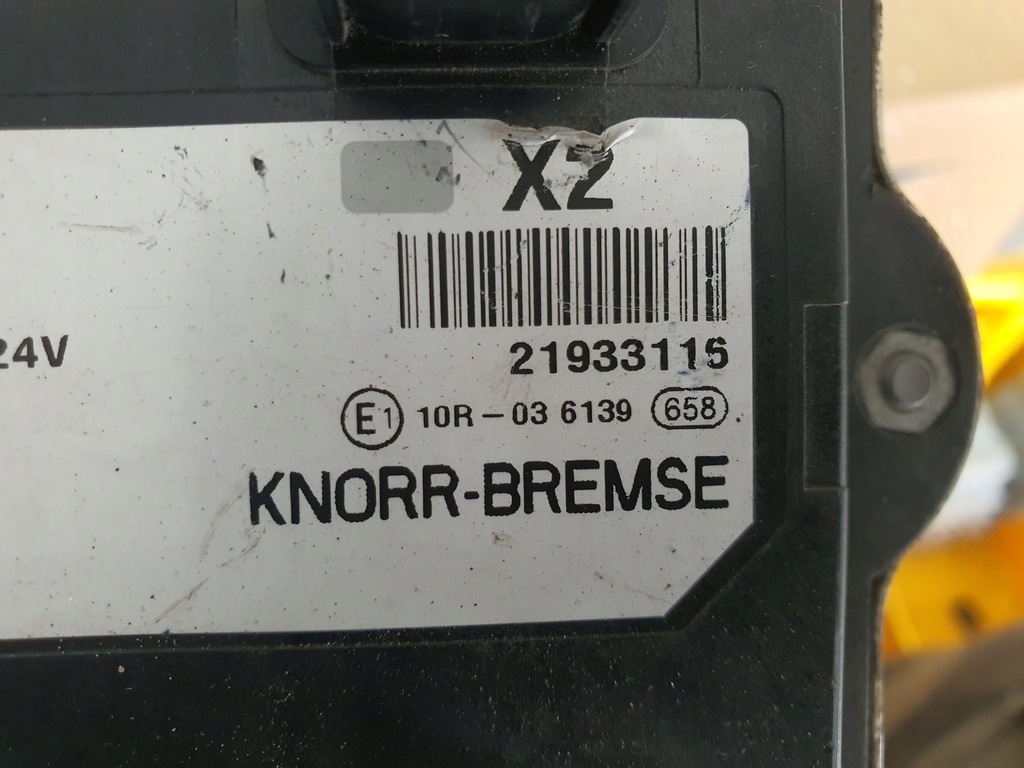 X2
24V
21933115
E1 10R - 03 6139 658
KNORR-BREMSE